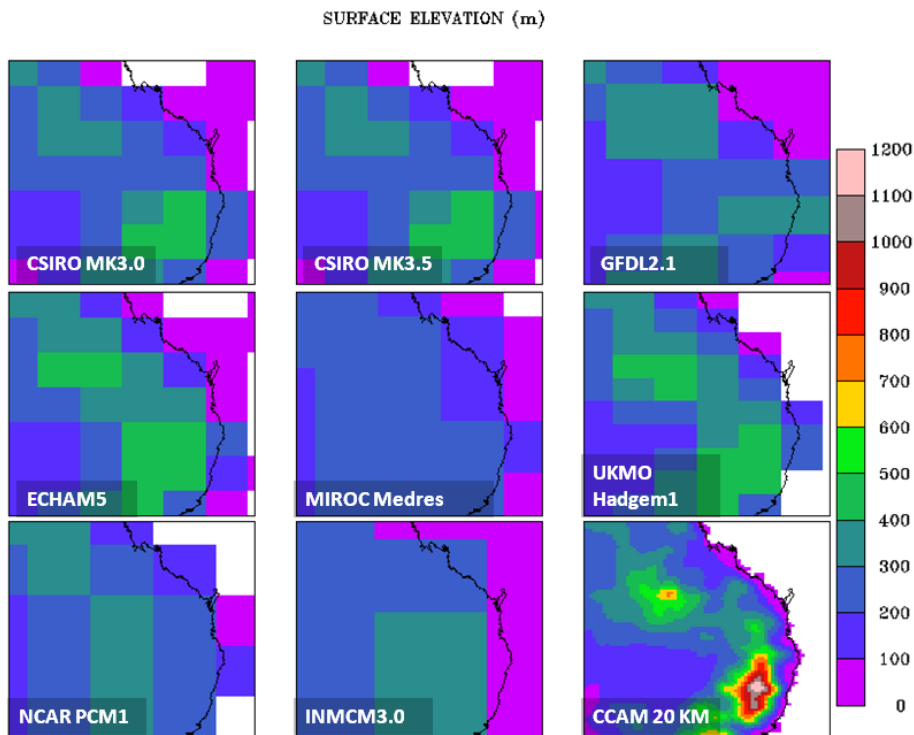 SURFACE ELEVATION (m)
CSIRO MK3.0
CSIRO MK3.5
GFDL2.1
ECHAM5
MIROC Medres
UKMO
Hadgem1
NCAR PCM1
INMCM3.0
CCAM 20 KM
1200
1100
1000
900
800
700
600
500
400
300
200
100
0